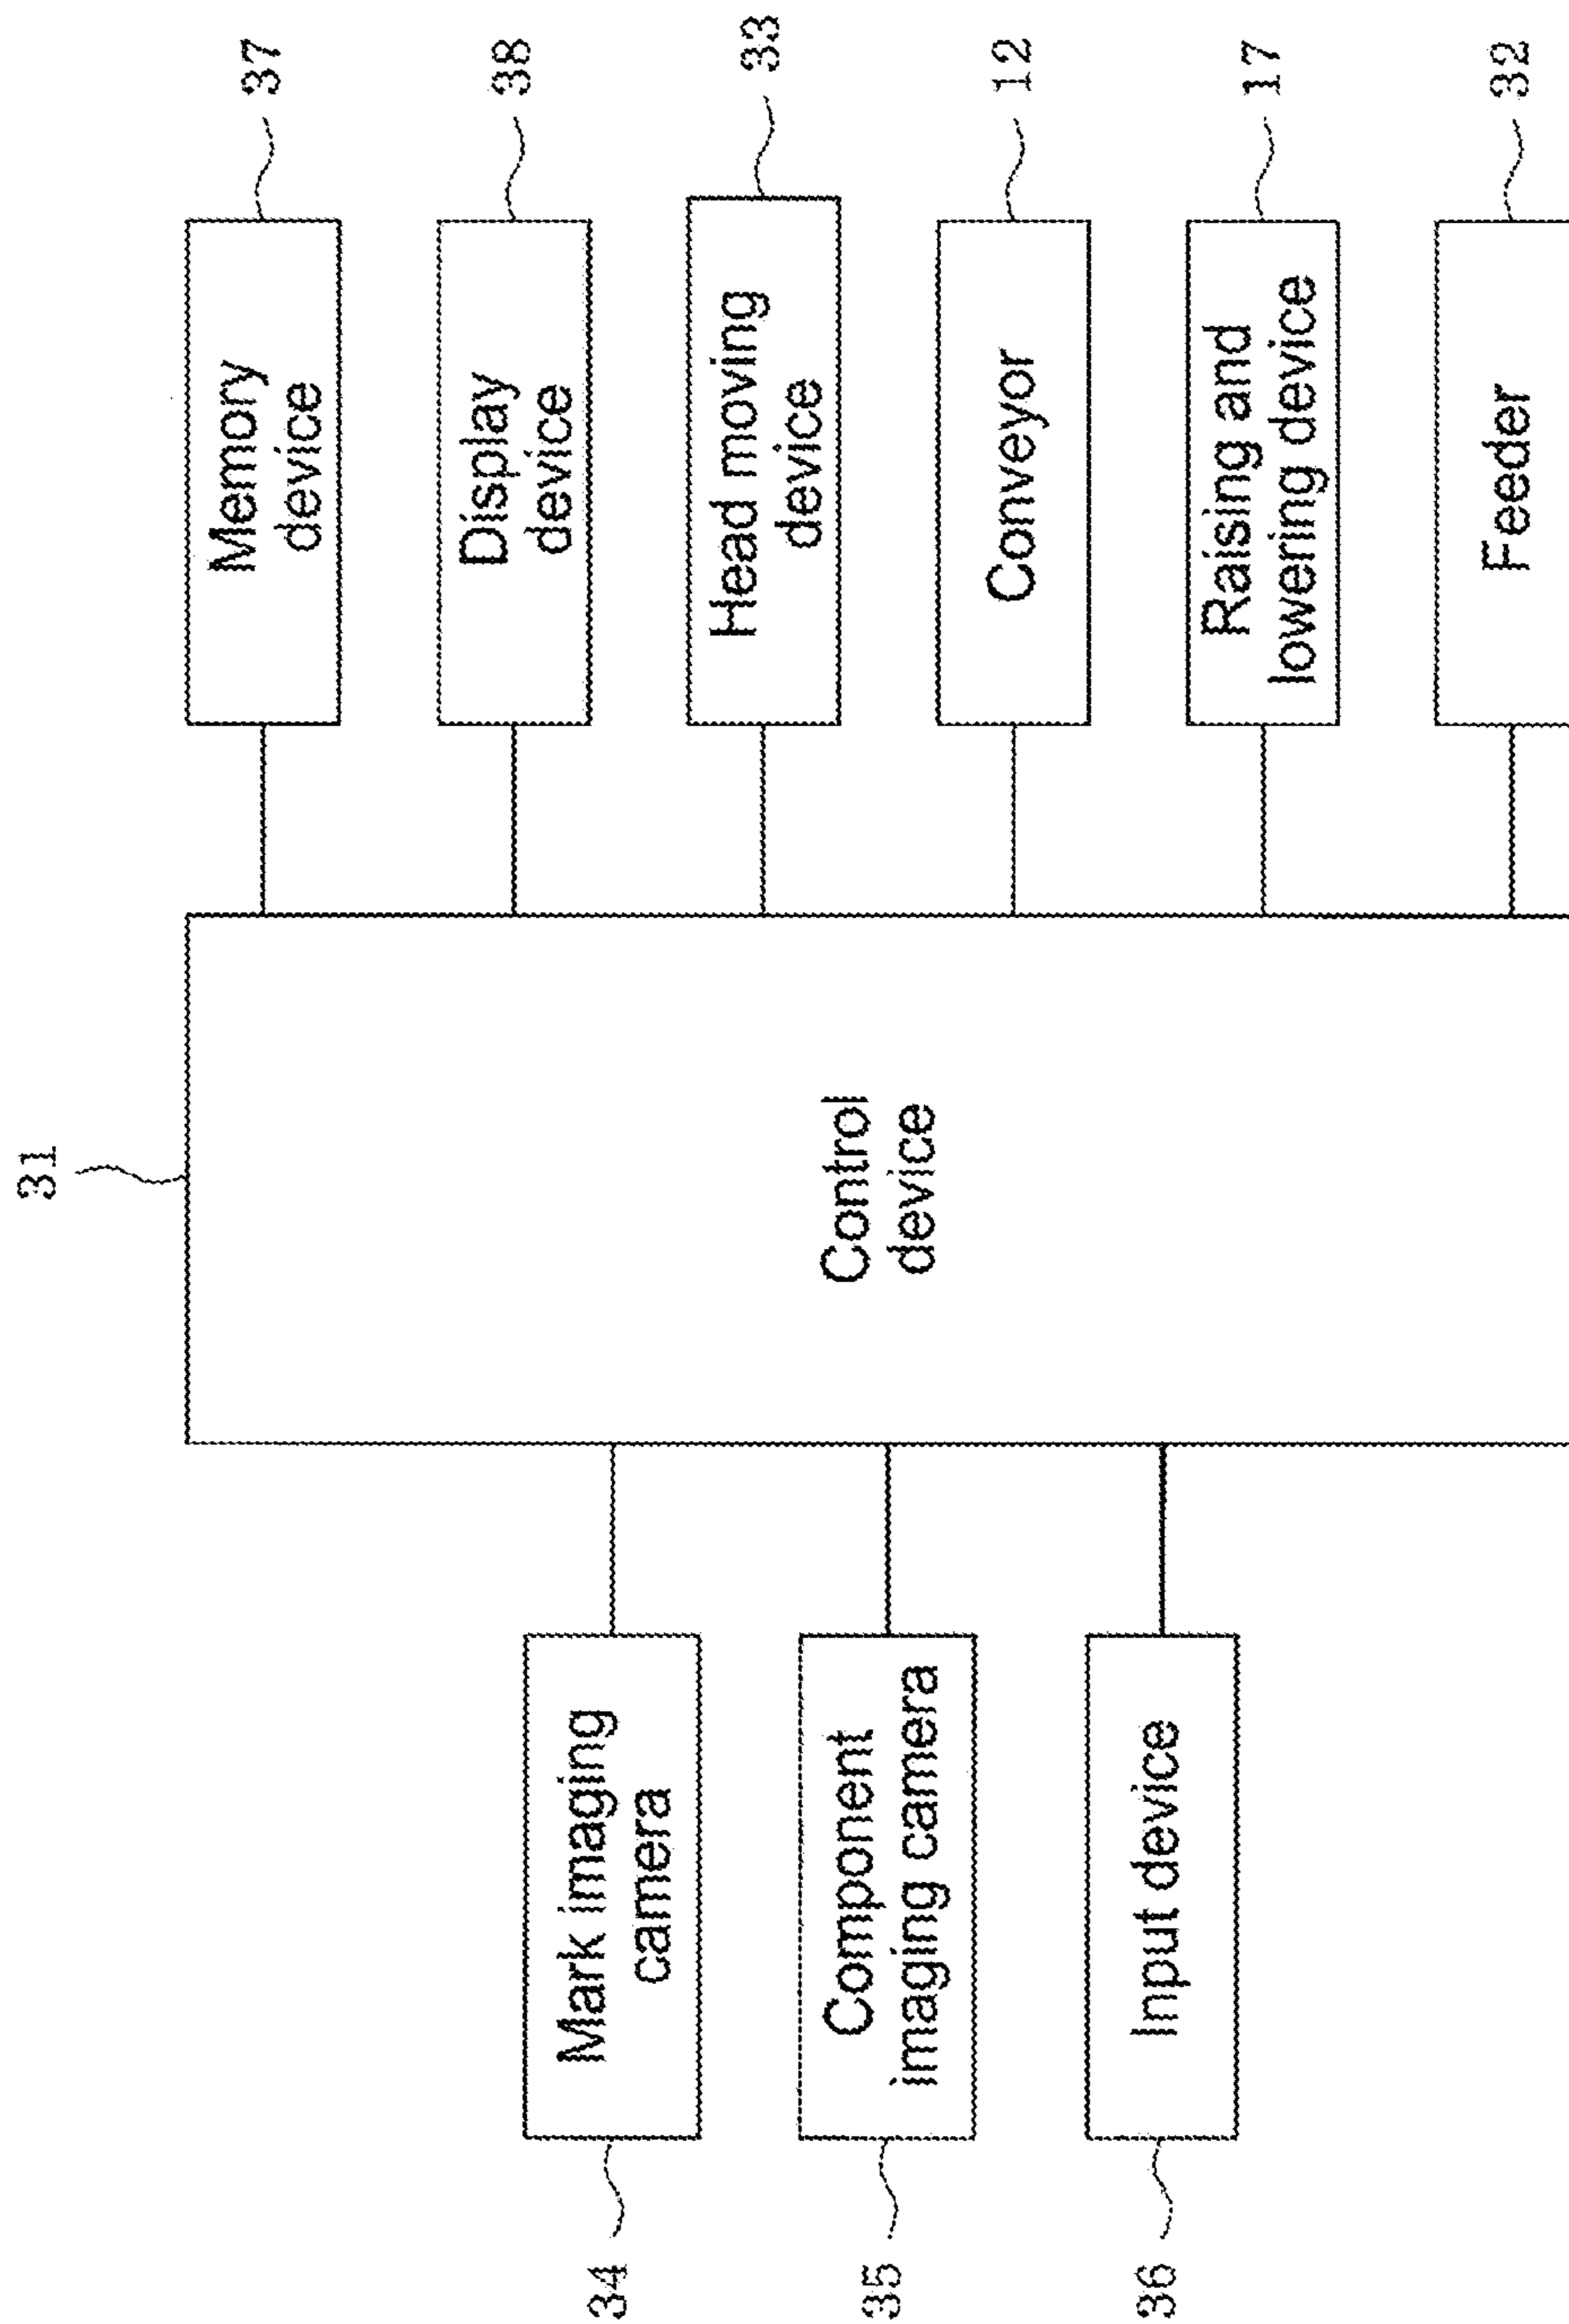 31
Mark imaging
camera
34
Component
imaging camera
35
Input device
36
Control
device
Memory
device
37
Display
device
38
Head moving
device
33
Conveyor
12
Raising and
lowering device
17
Feeder
32